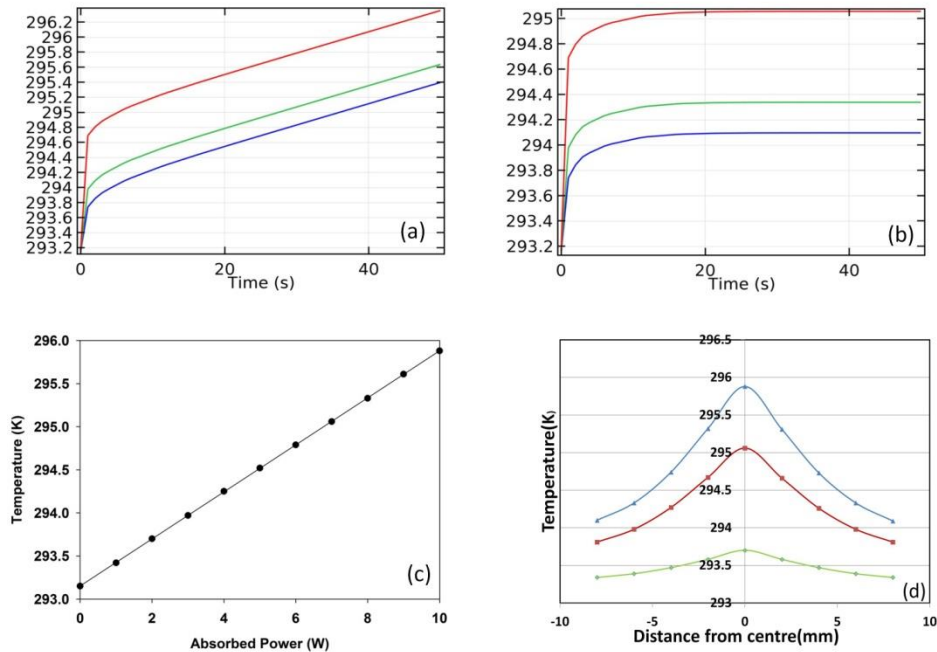 296.2
296
295.8
295.6
295.4
295.2
295
294.8
294.6
294.4
294.2
294
293.8
293.6
293.4
293.2
(a)
0 20 40
Time (s)
295
294.8
294.6
294.4
294.2
294
293.8
293.6
293.4
293.2
(b)
0 20 40
Time (s)
Temperature (K)
296.0
295.5
295.0
294.5
294.0
293.5
293.0
(c)
0 2 4 6 8 10
Absorbed Power (W)
Temperature(K)
296.5
296
295.5
295
294.5
294
293.5
293
(d)
-10 -5 0 5 10
Distance from centre(mm)